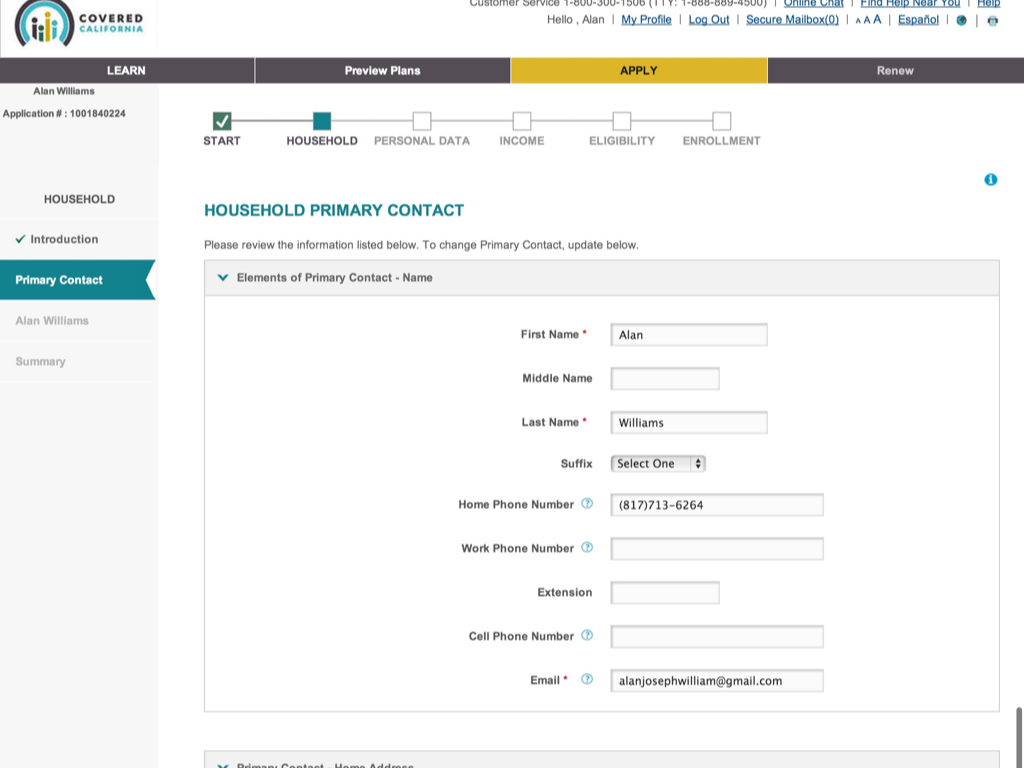 Customer Service 1-800-300-1506 (TTY: 1-888-889-4500) | Online Chat | Find Help Near You | Help
COVERED
CALIFORNIA
Hello , Alan | My Profile | Log Out | Secure Mailbox(0) | A A A | Español | |
LEARN Preview Plans APPLY Renew
Alan Williams
Application # : 1001840224
START HOUSEHOLD PERSONAL DATA INCOME ELIGIBILITY ENROLLMENT
HOUSEHOLD
Introduction
Primary Contact
Alan Williams
Summary
HOUSEHOLD PRIMARY CONTACT
Please review the information listed below. To change Primary Contact, update below.
Elements of Primary Contact - Name
First Name * Alan
Middle Name
Last Name * Williams
Suffix Select One
Home Phone Number ? (817)713-6264
Work Phone Number ?
Extension
Cell Phone Number ?
Email * ? alanjosephwilliam@gmail.com
Primary Contact - Home Address